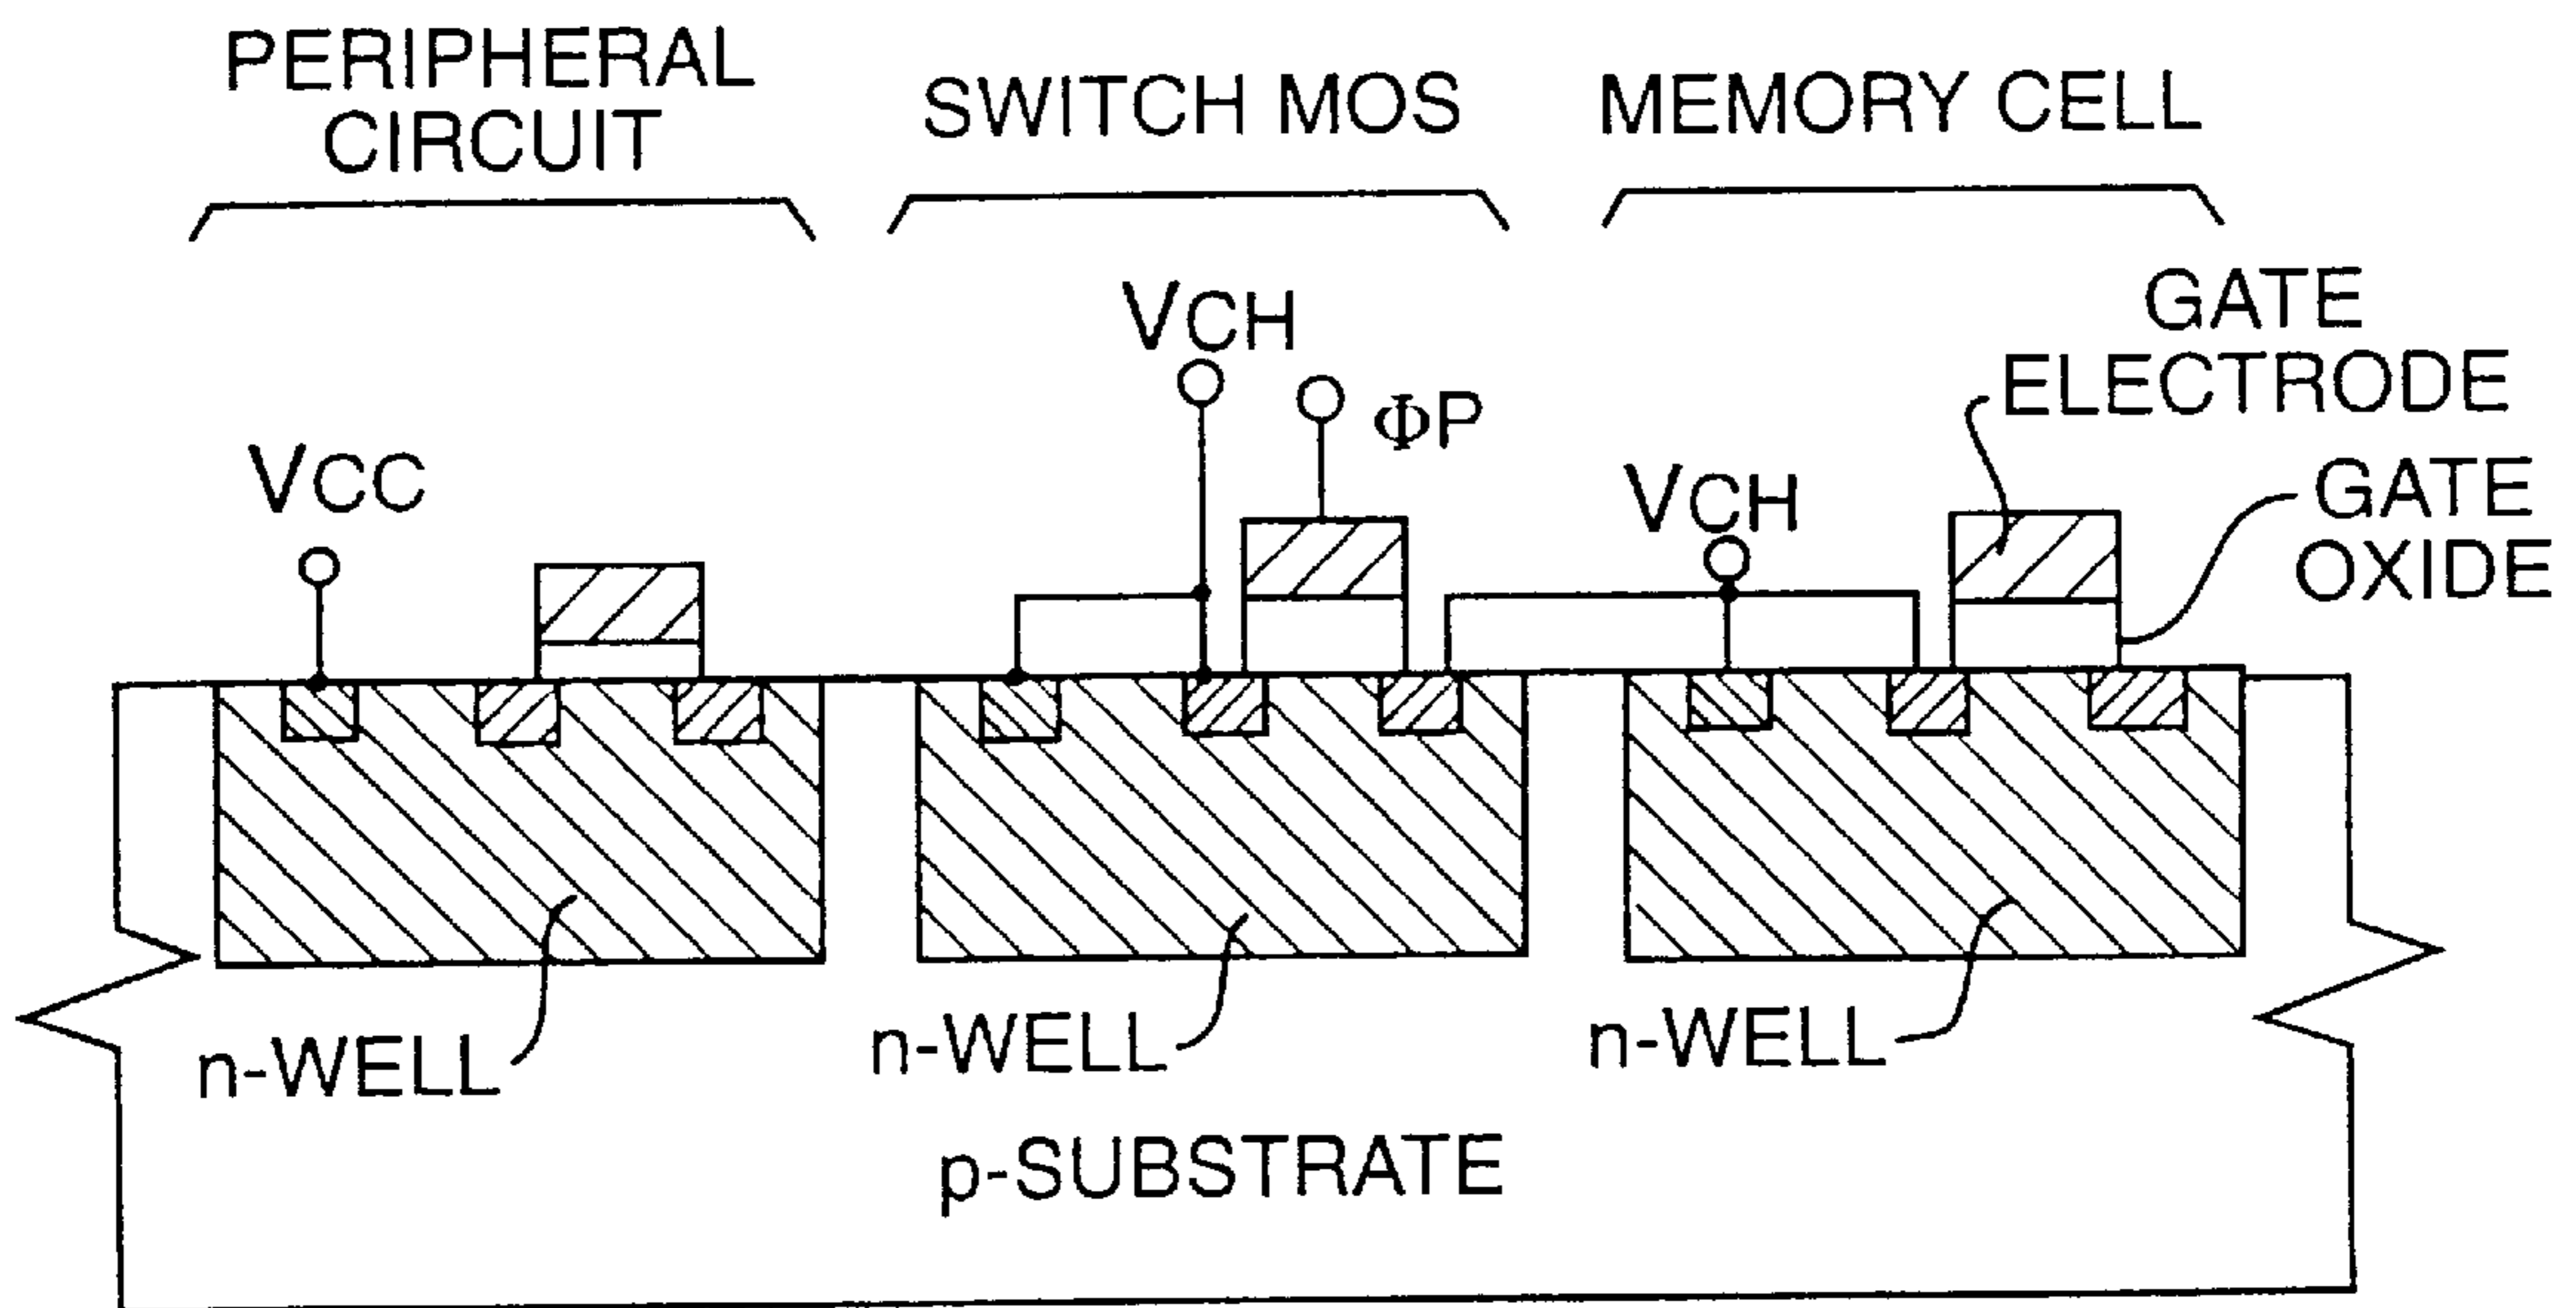 PERIPHERAL
CIRCUIT
SWITCH MOS
MEMORY CELL
VCH
ΦP
GATE
ELECTRODE
VCC
VCH
GATE
OXIDE
n-WELL
n-WELL
n-WELL
p-SUBSTRATE